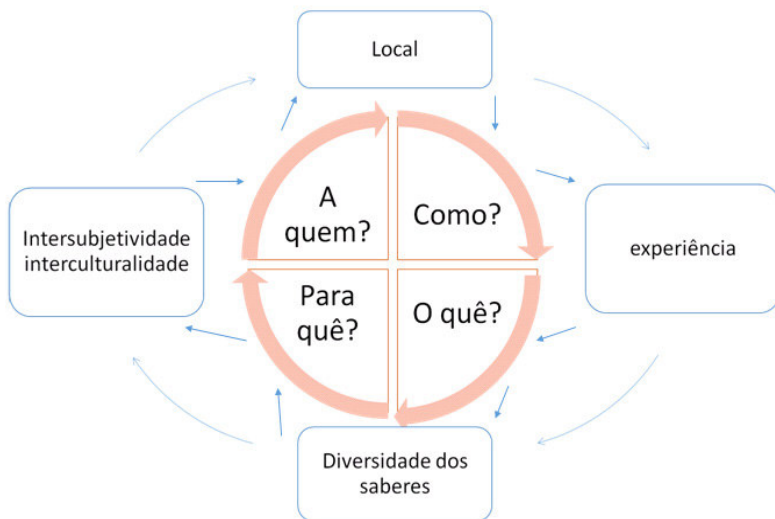 Local
A
quem?
Como?
Intersubjetividade
interculturalidade
experiência
Para
quê?
O quê?
Diversidade dos
saberes